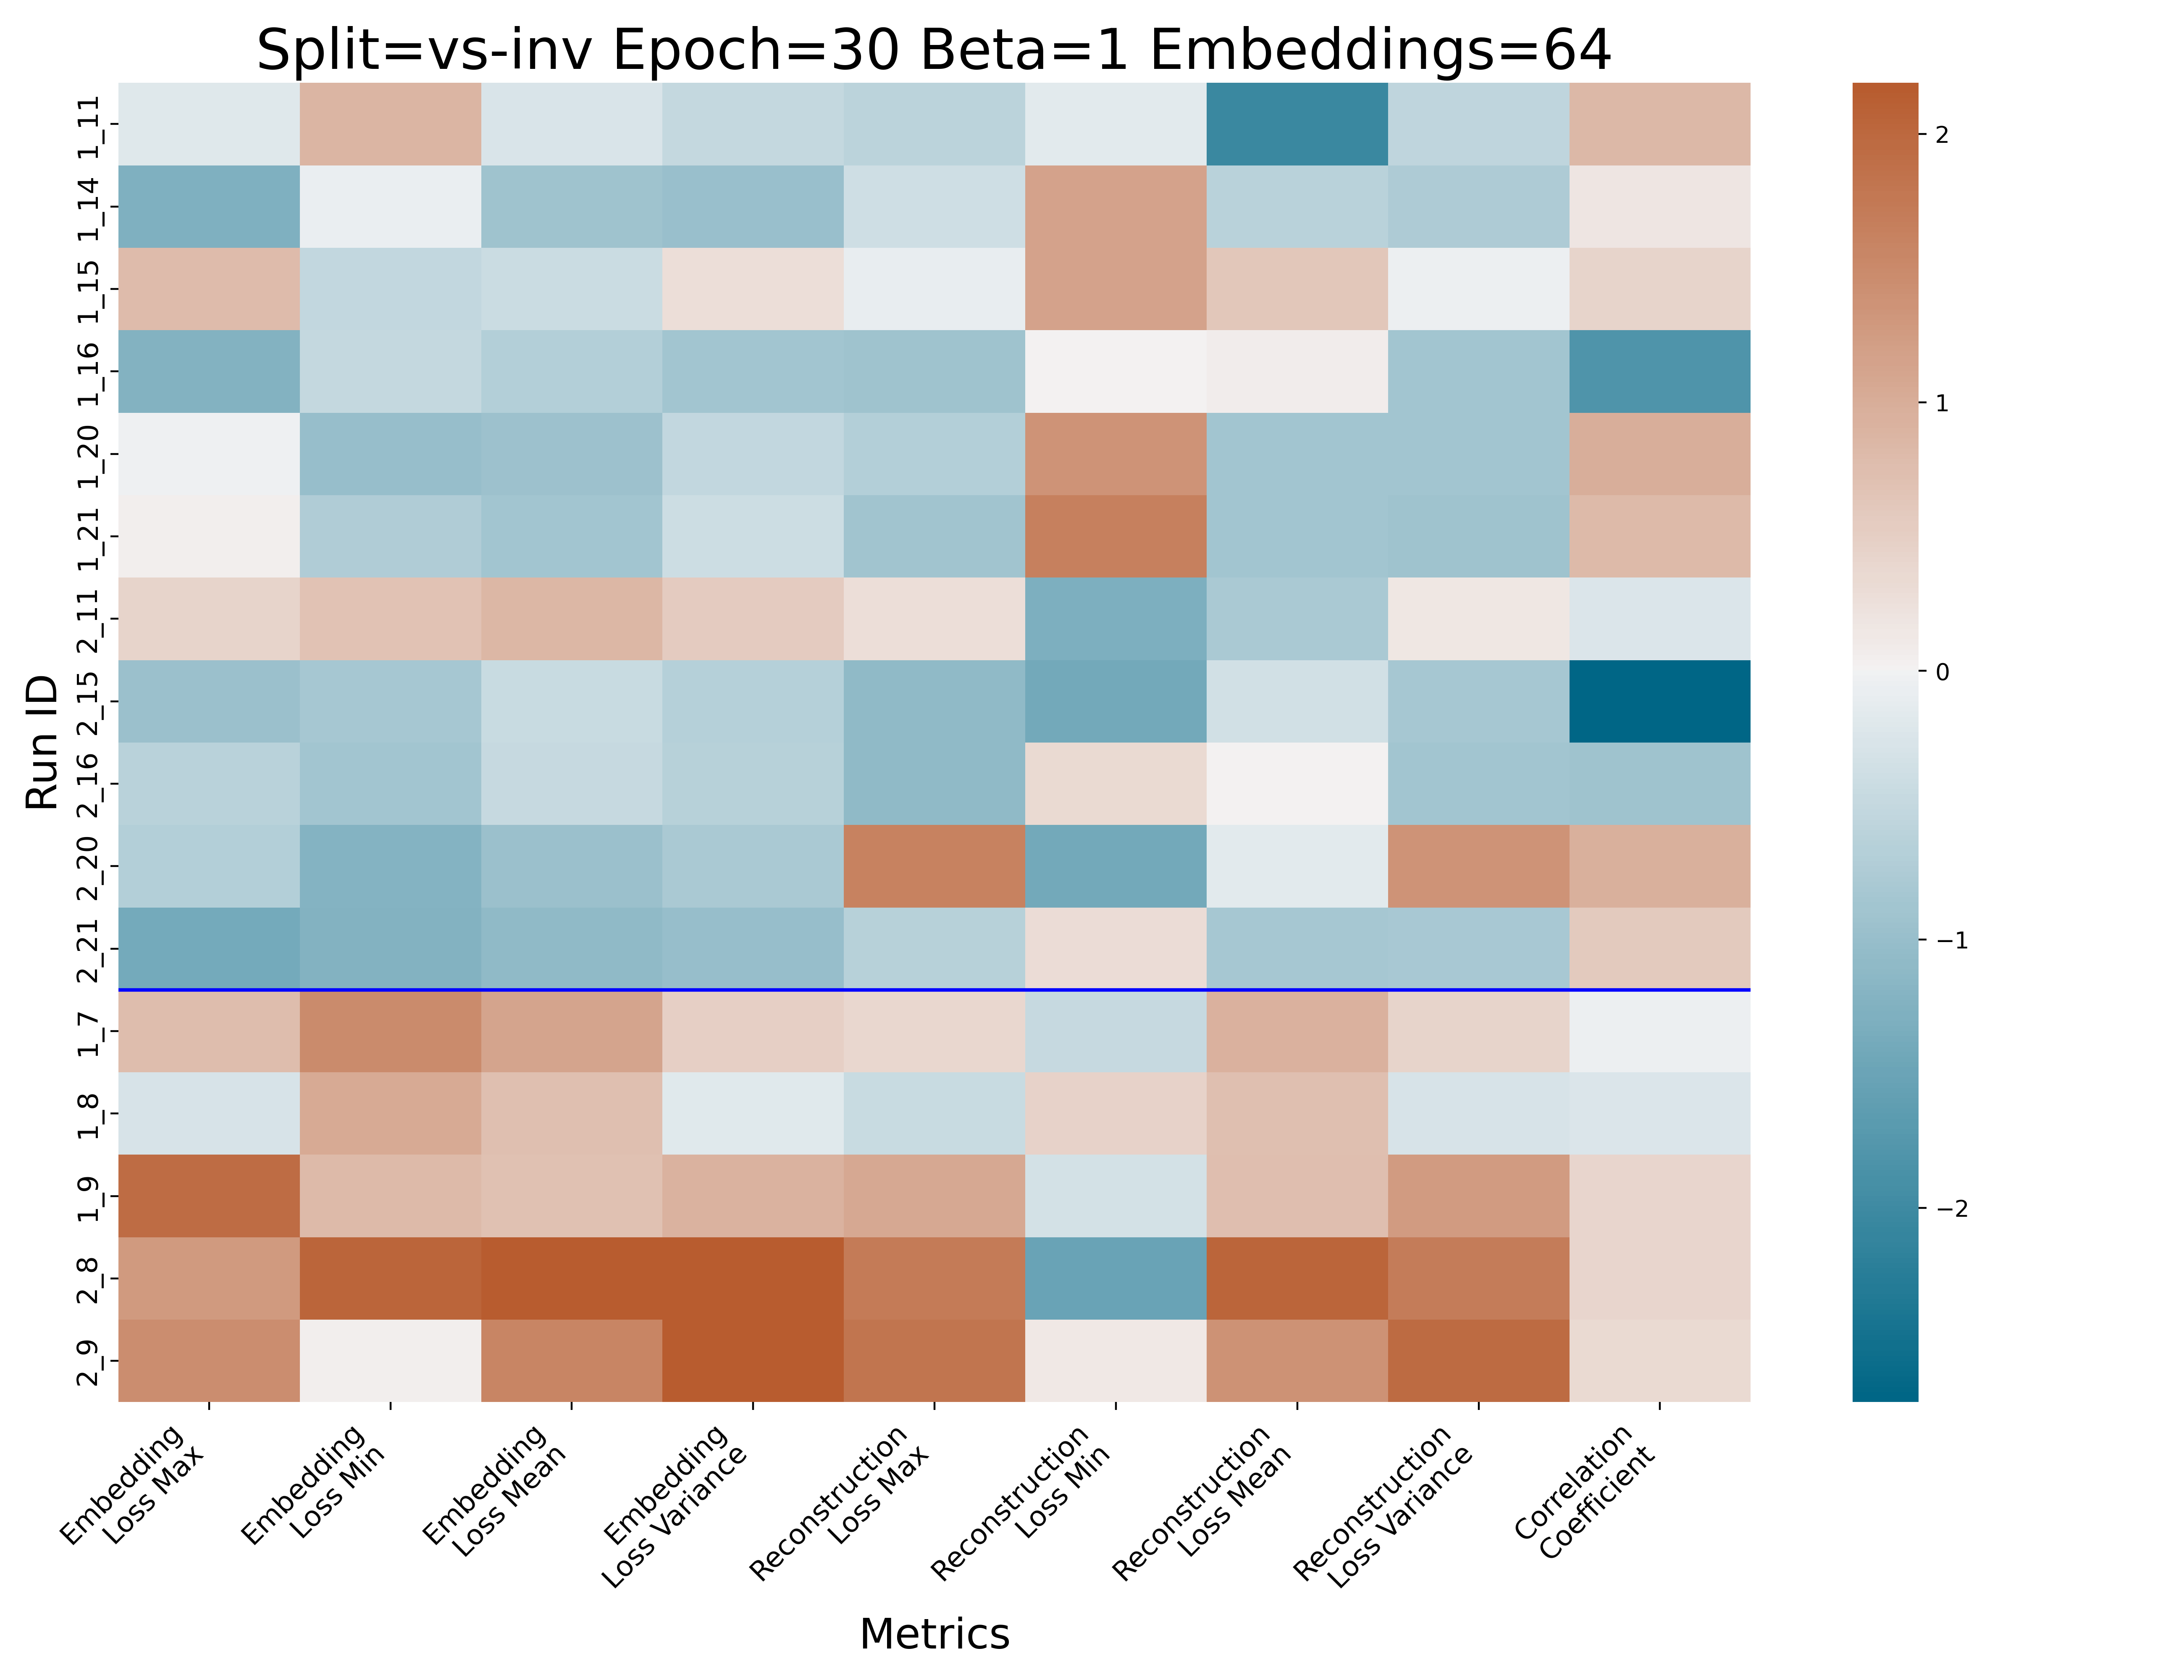 Split=vs-inv Epoch=30 Beta=1 Embeddings=64
Run ID
1_11
1_14
1_15
1_16
1_20
1_21
2_11
2_15
2_16
2_20
2_21
1_7
1_8
1_9
2_8
2_9
Embedding
Loss Max
Embedding
Loss Min
Embedding
Loss Mean
Embedding
Loss Variance
Reconstruction
Loss Max
Reconstruction
Loss Min
Reconstruction
Loss Mean
Reconstruction
Loss Variance
Correlation
Coefficient
Metrics
2
1
0
−1
−2